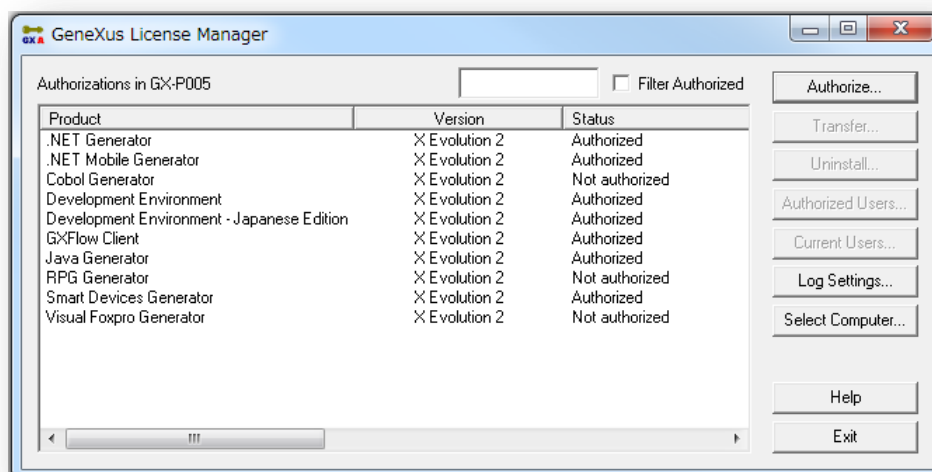 GeneXus License Manager
Authorizations in GX-P005
Filter Authorized
Product Version Status
.NET Generator X Evolution 2 Authorized
.NET Mobile Generator X Evolution 2 Authorized
Cobol Generator X Evolution 2 Not authorized
Development Environment X Evolution 2 Authorized
Development Environment - Japanese Edition X Evolution 2 Authorized
GXFlow Client X Evolution 2 Authorized
Java Generator X Evolution 2 Authorized
RPG Generator X Evolution 2 Not authorized
Smart Devices Generator X Evolution 2 Authorized
Visual Foxpro Generator X Evolution 2 Not authorized
Authorize...
Transfer...
Uninstall...
Authorized Users...
Current Users...
Log Settings...
Select Computer...
Help
Exit